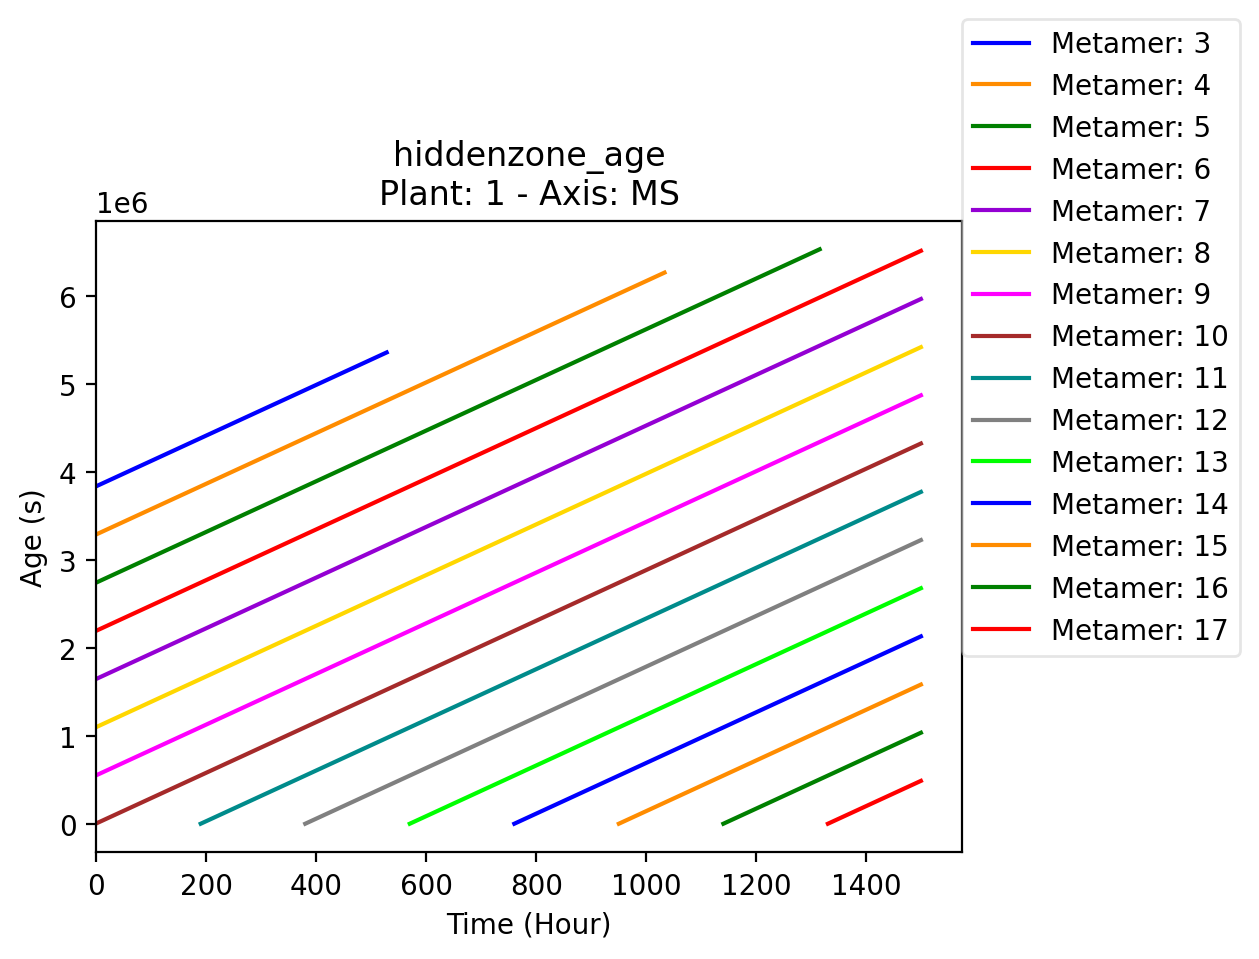 hiddenzone_age
Plant: 1 - Axis: MS
1e6
6
5
4
3
2
1
0
Age (s)
0 200 400 600 800 1000 1200 1400
Time (Hour)
Metamer: 3
Metamer: 4
Metamer: 5
Metamer: 6
Metamer: 7
Metamer: 8
Metamer: 9
Metamer: 10
Metamer: 11
Metamer: 12
Metamer: 13
Metamer: 14
Metamer: 15
Metamer: 16
Metamer: 17